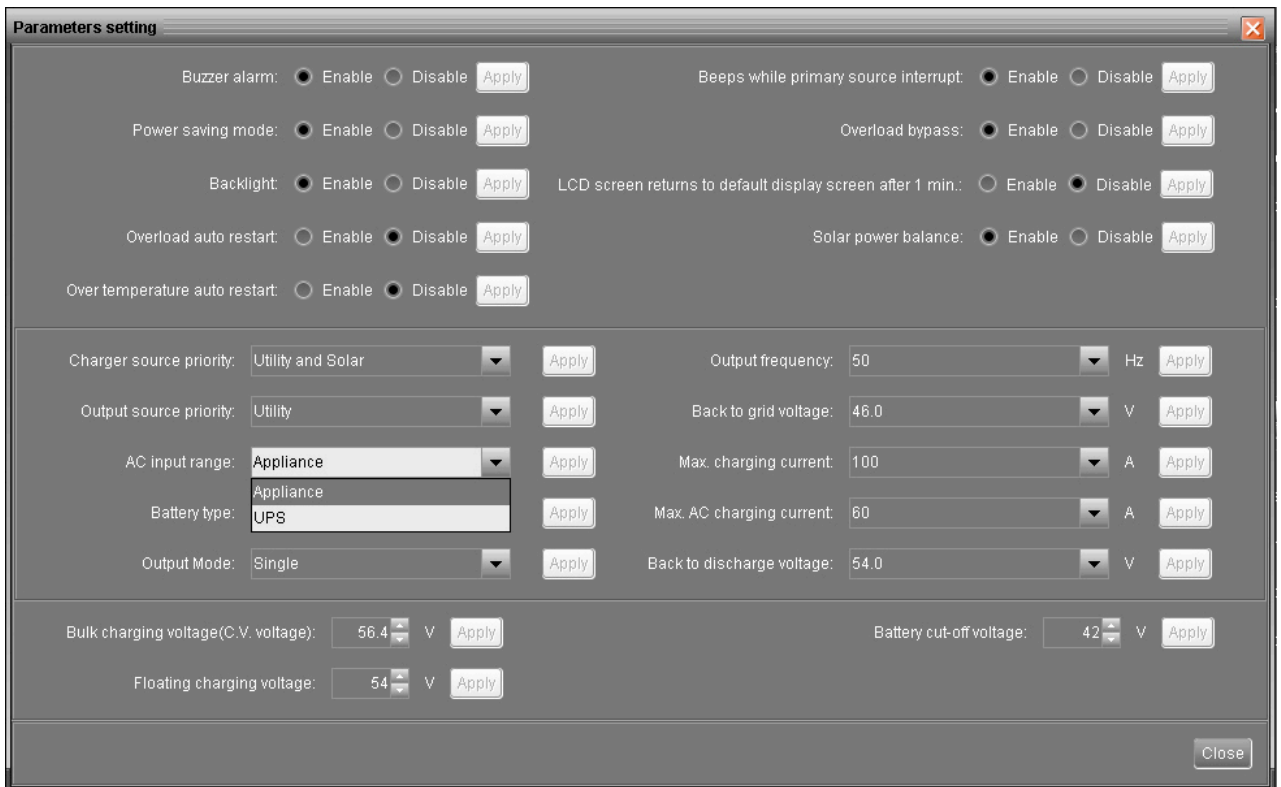 Parameters setting
Buzzer alarm: Enable Disable Apply Beeps while primary source interrupt: Enable Disable Apply
Power saving mode: Enable Disable Apply Overload bypass: Enable Disable Apply
Backlight: Enable Disable Apply LCD screen returns to default display screen after 1 min.: Enable Disable Apply
Overload auto restart: Enable Disable Apply Solar power balance: Enable Disable Apply
Over temperature auto restart: Enable Disable Apply
Charger source priority: Utility and Solar Apply Output frequency: 50 Hz Apply
Output source priority: Utility Apply Back to grid voltage: 46.0 V Apply
AC input range: Appliance Apply Max. charging current: 100 A Apply
Appliance
Battery type: UPS Apply Max. AC charging current: 60 A Apply
Output Mode: Single Apply Back to discharge voltage: 54.0 V Apply
Bulk charging voltage(C.V. voltage): 56.4 V Apply Battery cut-off voltage: 42 V Apply
Floating charging voltage: 54 V Apply
Close